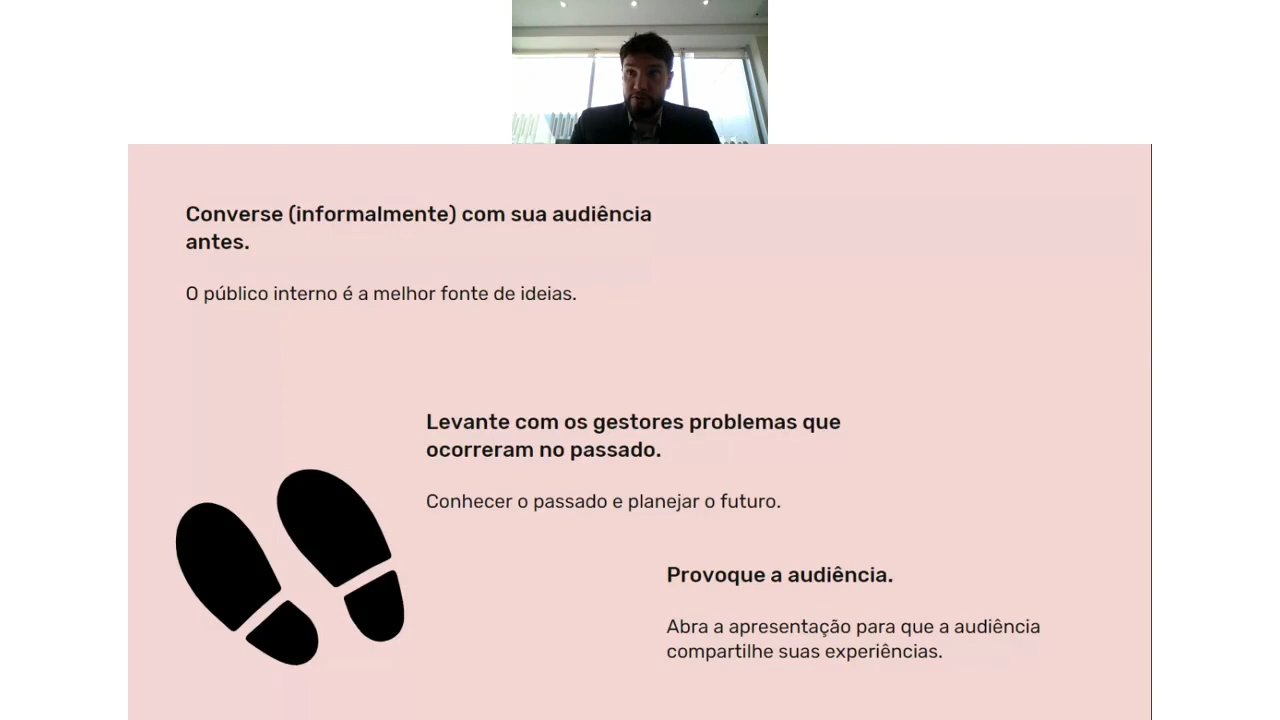 Converse (informalmente) com sua audiência
antes.
O público interno é a melhor fonte de ideias.
Levante com os gestores problemas que
ocorreram no passado.
Conhecer o passado e planejar o futuro.
Provoque a audiência.
Abra a apresentação para que a audiência
compartilhe suas experiências.